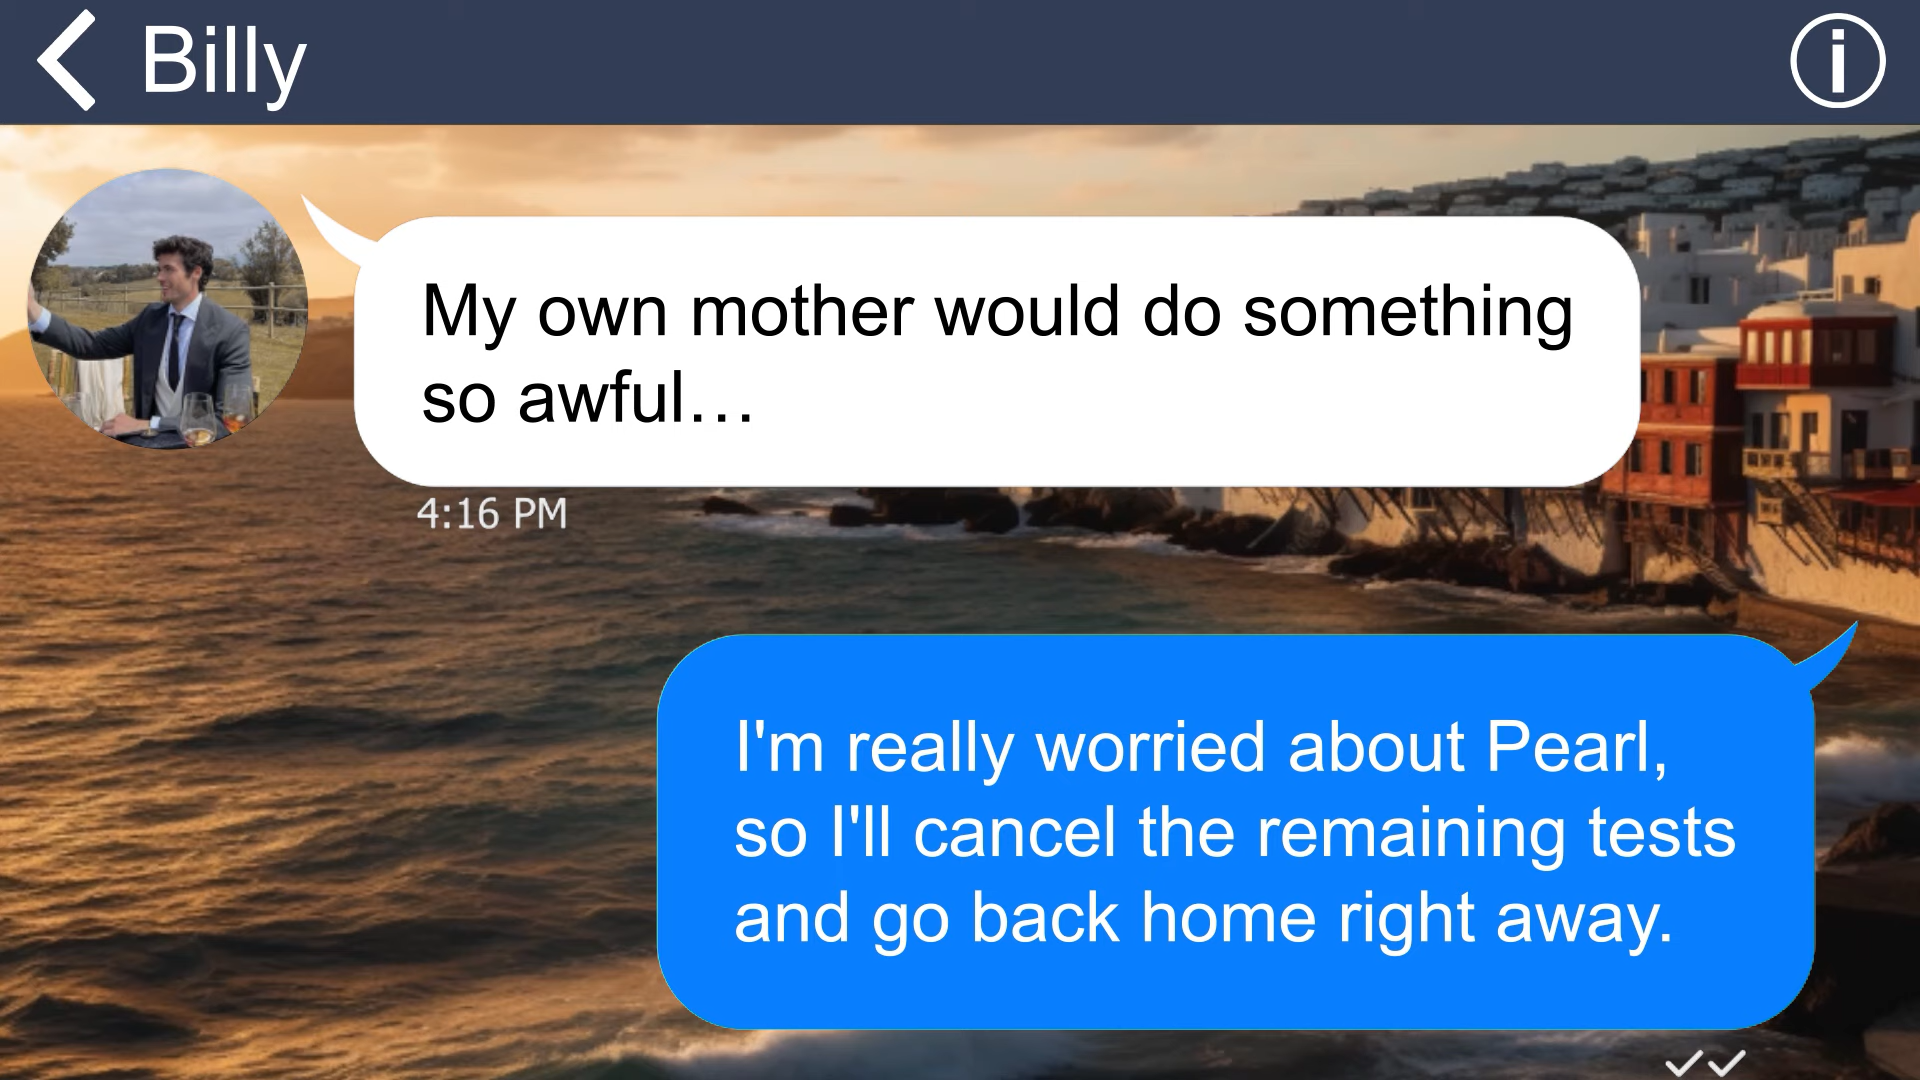 Billy
My own mother would do something
so awful…
4:16 PM
I'm really worried about Pearl,
so I'll cancel the remaining tests
and go back home right away.